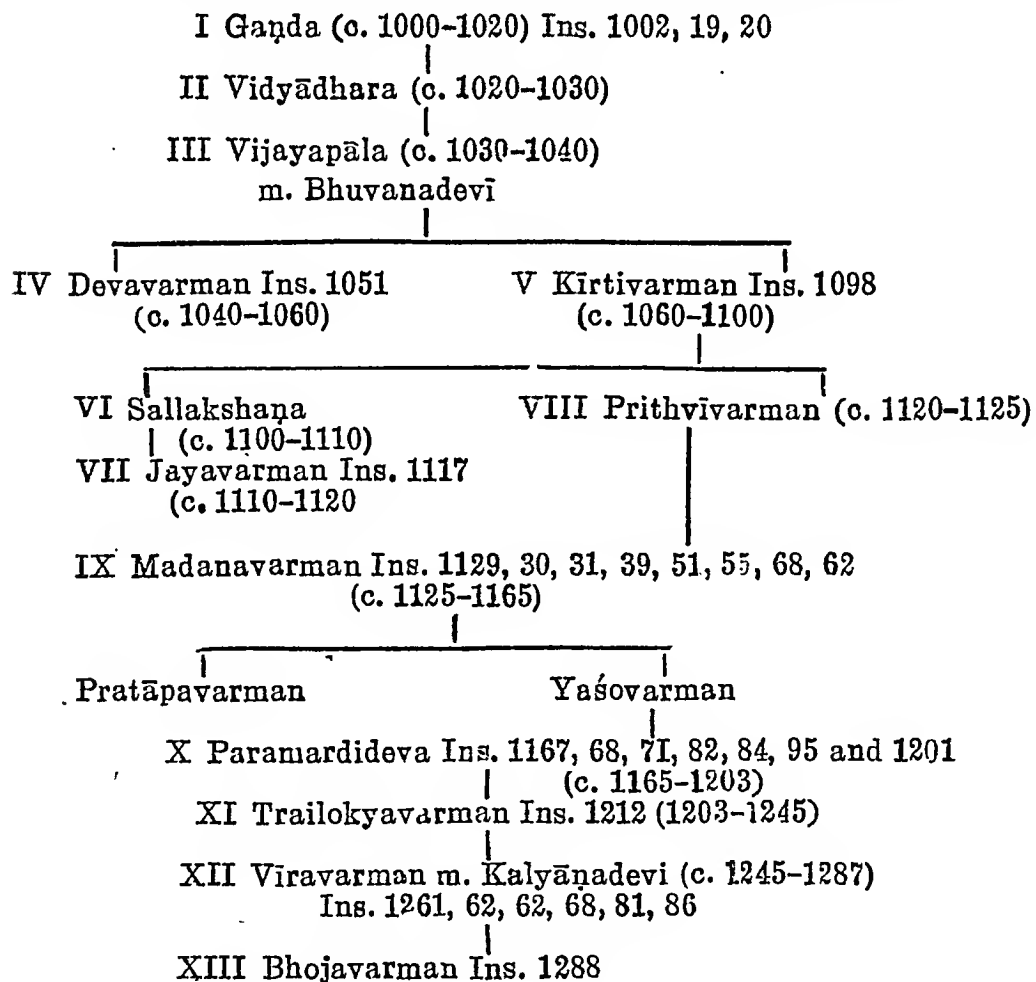 I Gaṇḍa (c. 1000-1020) Ins. 1002, 19, 20
II Vidyādhara (c. 1020-1030)
III Vijayapāla (c. 1030-1040)
m. Bhuvanadevī
IV Devavarman Ins. 1051 V Kīrtivarman Ins. 1098
(c. 1040-1060) (c. 1060-1100)
VI Sallakshaṇa VIII Prithvīvarman (c. 1120-1125)
(c. 1100-1110)
VII Jayavarman Ins. 1117
(c. 1110-1120
IX Madanavarman Ins. 1129, 30, 31, 39, 51, 55, 68, 62
(c. 1125-1165)
Pratāpavarman Yaśovarman
X Paramardideva Ins. 1167, 68, 71, 82, 84, 95 and 1201
(c. 1165-1203)
XI Trailokyavarman Ins. 1212 (1203-1245)
XII Vīravarman m. Kalyāṇadevi (c. 1245-1287)
Ins. 1261, 62, 62, 68, 81, 86
XIII Bhojavarman Ins. 1288